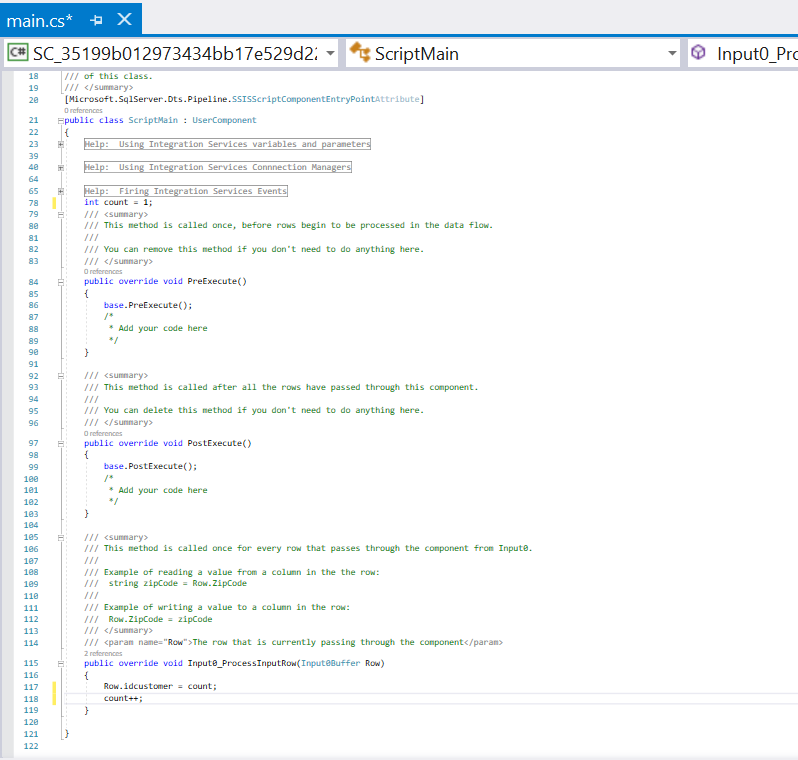 main.cs*
SC_35199b012973434bb17e529d2
ScriptMain
Input0_Pro
18 /// of this class.
19 /// </summary>
20 [Microsoft.SqlServer.Dts.Pipeline.SSISScriptComponentEntryPointAttribute]
0 references
21 public class ScriptMain : UserComponent
22 {
23 Help:  Using Integration Services variables and parameters
39
40 Help:  Using Integration Services Connnection Managers
64
65 Help:  Firing Integration Services Events
78 int count = 1;
79 /// <summary>
80 /// This method is called once, before rows begin to be processed in the data flow.
81 ///
82 /// You can remove this method if you don't need to do anything here.
83 /// </summary>
0 references
84 public override void PreExecute()
85 {
86 base.PreExecute();
87 /*
88 * Add your code here
89 */
90 }
91
92 /// <summary>
93 /// This method is called after all the rows have passed through this component.
94 ///
95 /// You can delete this method if you don't need to do anything here.
96 /// </summary>
0 references
97 public override void PostExecute()
98 {
99 base.PostExecute();
100 /*
101 * Add your code here
102 */
103 }
104
105 /// <summary>
106 /// This method is called once for every row that passes through the component from Input0.
107 ///
108 /// Example of reading a value from a column in the the row:
109 ///  string zipCode = Row.ZipCode
110 ///
111 /// Example of writing a value to a column in the row:
112 ///  Row.ZipCode = zipCode
113 /// </summary>
114 /// <param name="Row">The row that is currently passing through the component</param>
2 references
115 public override void Input0_ProcessInputRow(Input0Buffer Row)
116 {
117 Row.idcustomer = count;
118 count++;
119 }
120
121 }
122